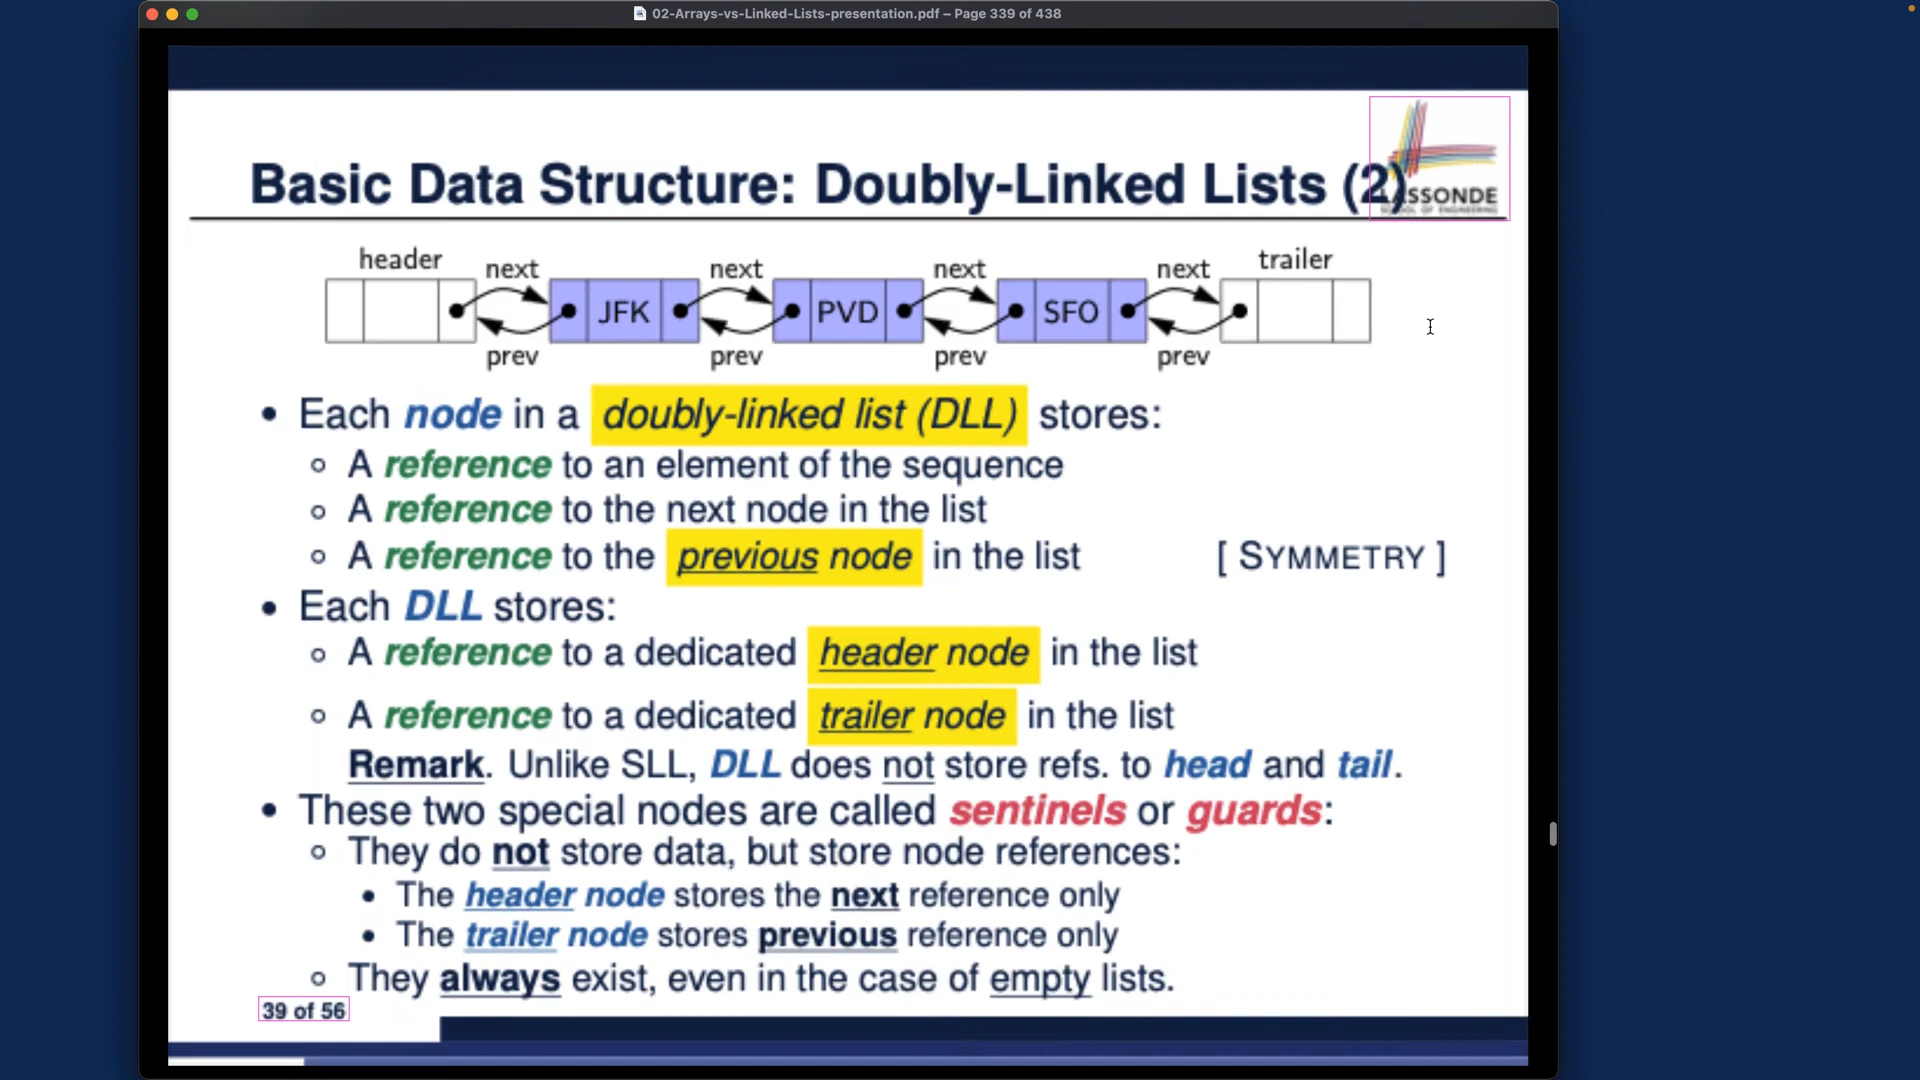 02-Arrays-vs-Linked-Lists-presentation.pdf – Page 339 of 438
Basic Data Structure: Doubly-Linked Lists (2)
LASSONDE
SCHOOL OF ENGINEERING
header next next next next trailer
JFK PVD SFO
prev prev prev prev
• Each node in a doubly-linked list (DLL) stores:
○ A reference to an element of the sequence
○ A reference to the next node in the list
○ A reference to the previous node in the list [ SYMMETRY ]
• Each DLL stores:
○ A reference to a dedicated header node in the list
○ A reference to a dedicated trailer node in the list
Remark. Unlike SLL, DLL does not store refs. to head and tail.
• These two special nodes are called sentinels or guards:
○ They do not store data, but store node references:
• The header node stores the next reference only
• The trailer node stores previous reference only
○ They always exist, even in the case of empty lists.
39 of 56